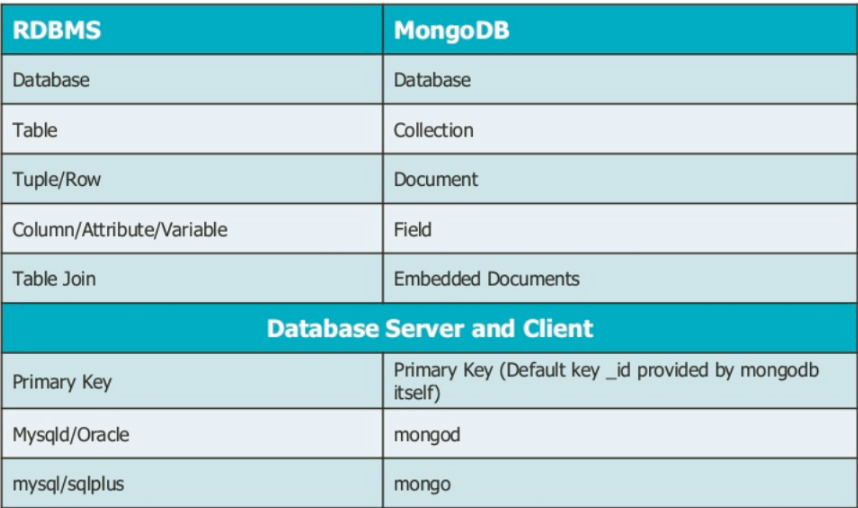 RDBMS MongoDB
Database Database
Table Collection
Tuple/Row Document
Column/Attribute/Variable Field
Table Join Embedded Documents
Database Server and Client
Primary Key Primary Key (Default key _id provided by mongodb
itself)
Mysqld/Oracle mongod
mysql/sqlplus mongo